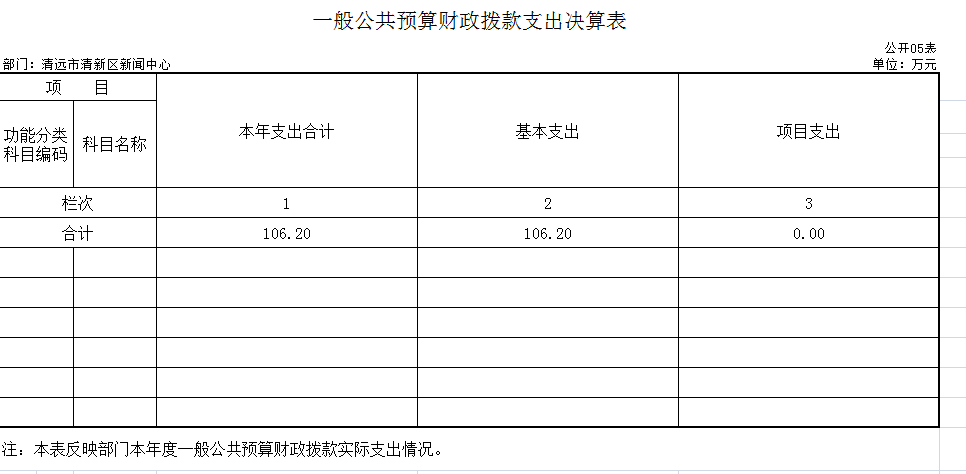 一般公共预算财政拨款支出决算表
公开05表
部门：清远市清新区新闻中心 单位：万元
项 目 本年支出合计 基本支出 项目支出
功能分类
科目编码 科目名称
栏次 1 2 3
合计 106.20 106.20 0.00
注：本表反映部门本年度一般公共预算财政拨款实际支出情况。